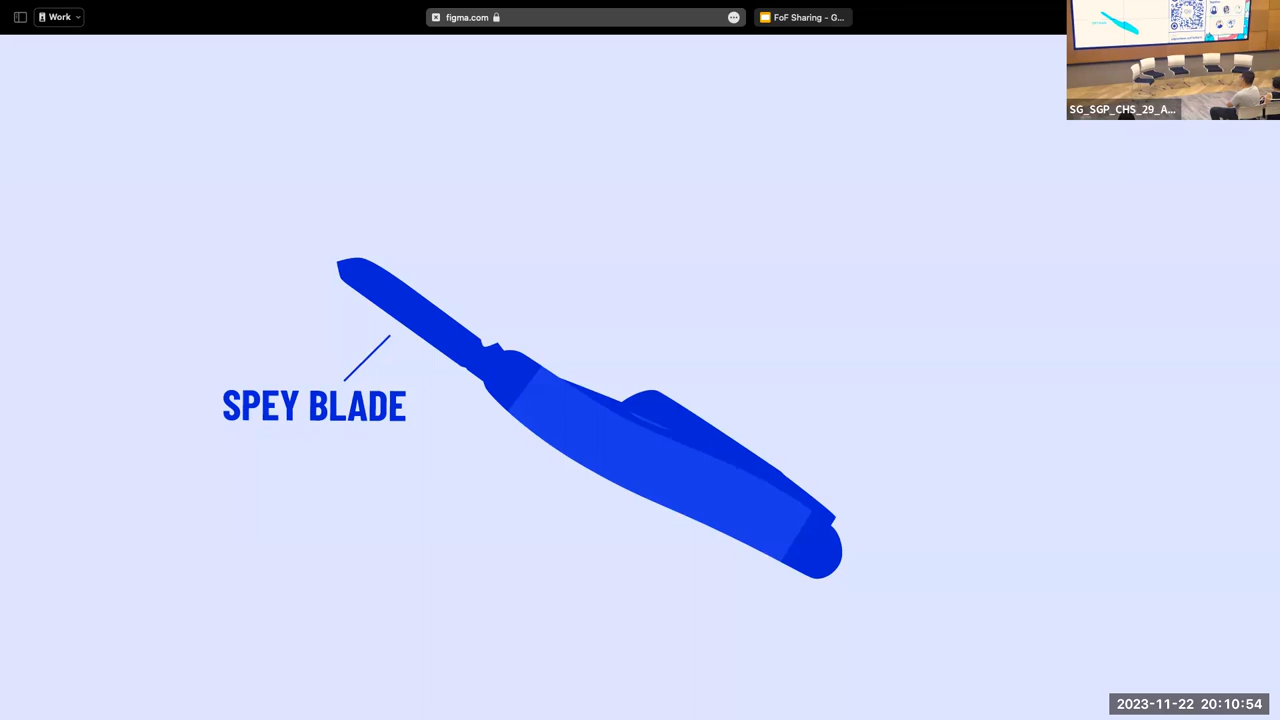 Work
figma.com
FoF Sharing - G...
SG_SGP_CHS_29_A...
SPEY BLADE
2023-11-22 20:10:54